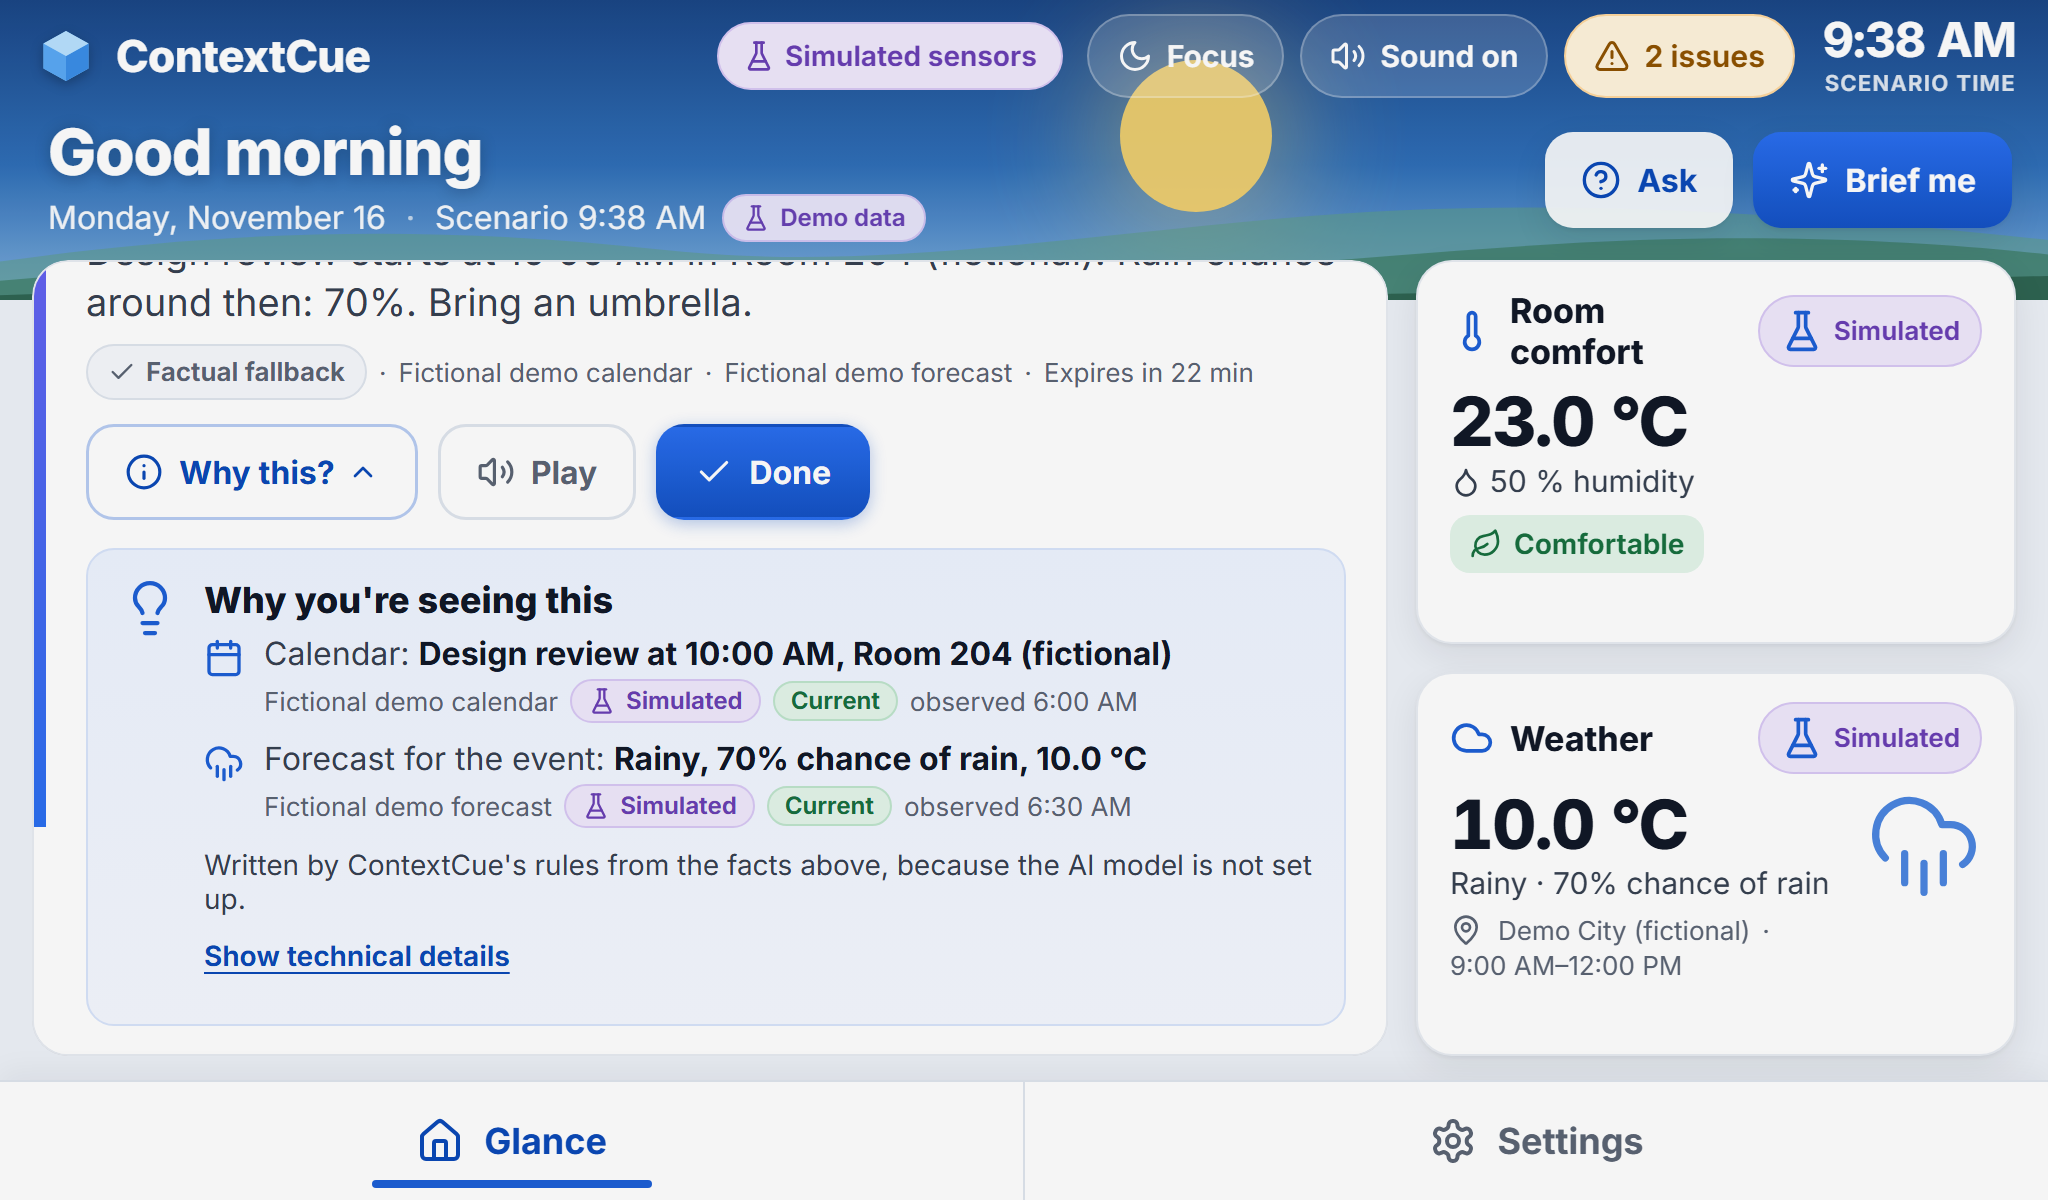 ContextCue
Simulated sensors
Focus
Sound on
2 issues
9:38 AM
SCENARIO TIME
Good morning
Monday, November 16 · Scenario 9:38 AM
Demo data
Ask
Brief me
around then: 70%. Bring an umbrella.
Factual fallback · Fictional demo calendar · Fictional demo forecast · Expires in 22 min
Why this?
Play
Done
Why you're seeing this
Calendar: Design review at 10:00 AM, Room 204 (fictional)
Fictional demo calendar Simulated Current observed 6:00 AM
Forecast for the event: Rainy, 70% chance of rain, 10.0 °C
Fictional demo forecast Simulated Current observed 6:30 AM
Written by ContextCue's rules from the facts above, because the AI model is not set
up.
Show technical details
Room
comfort
Simulated
23.0 °C
50 % humidity
Comfortable
Weather
Simulated
10.0 °C
Rainy · 70% chance of rain
Demo City (fictional) ·
9:00 AM–12:00 PM
Glance
Settings